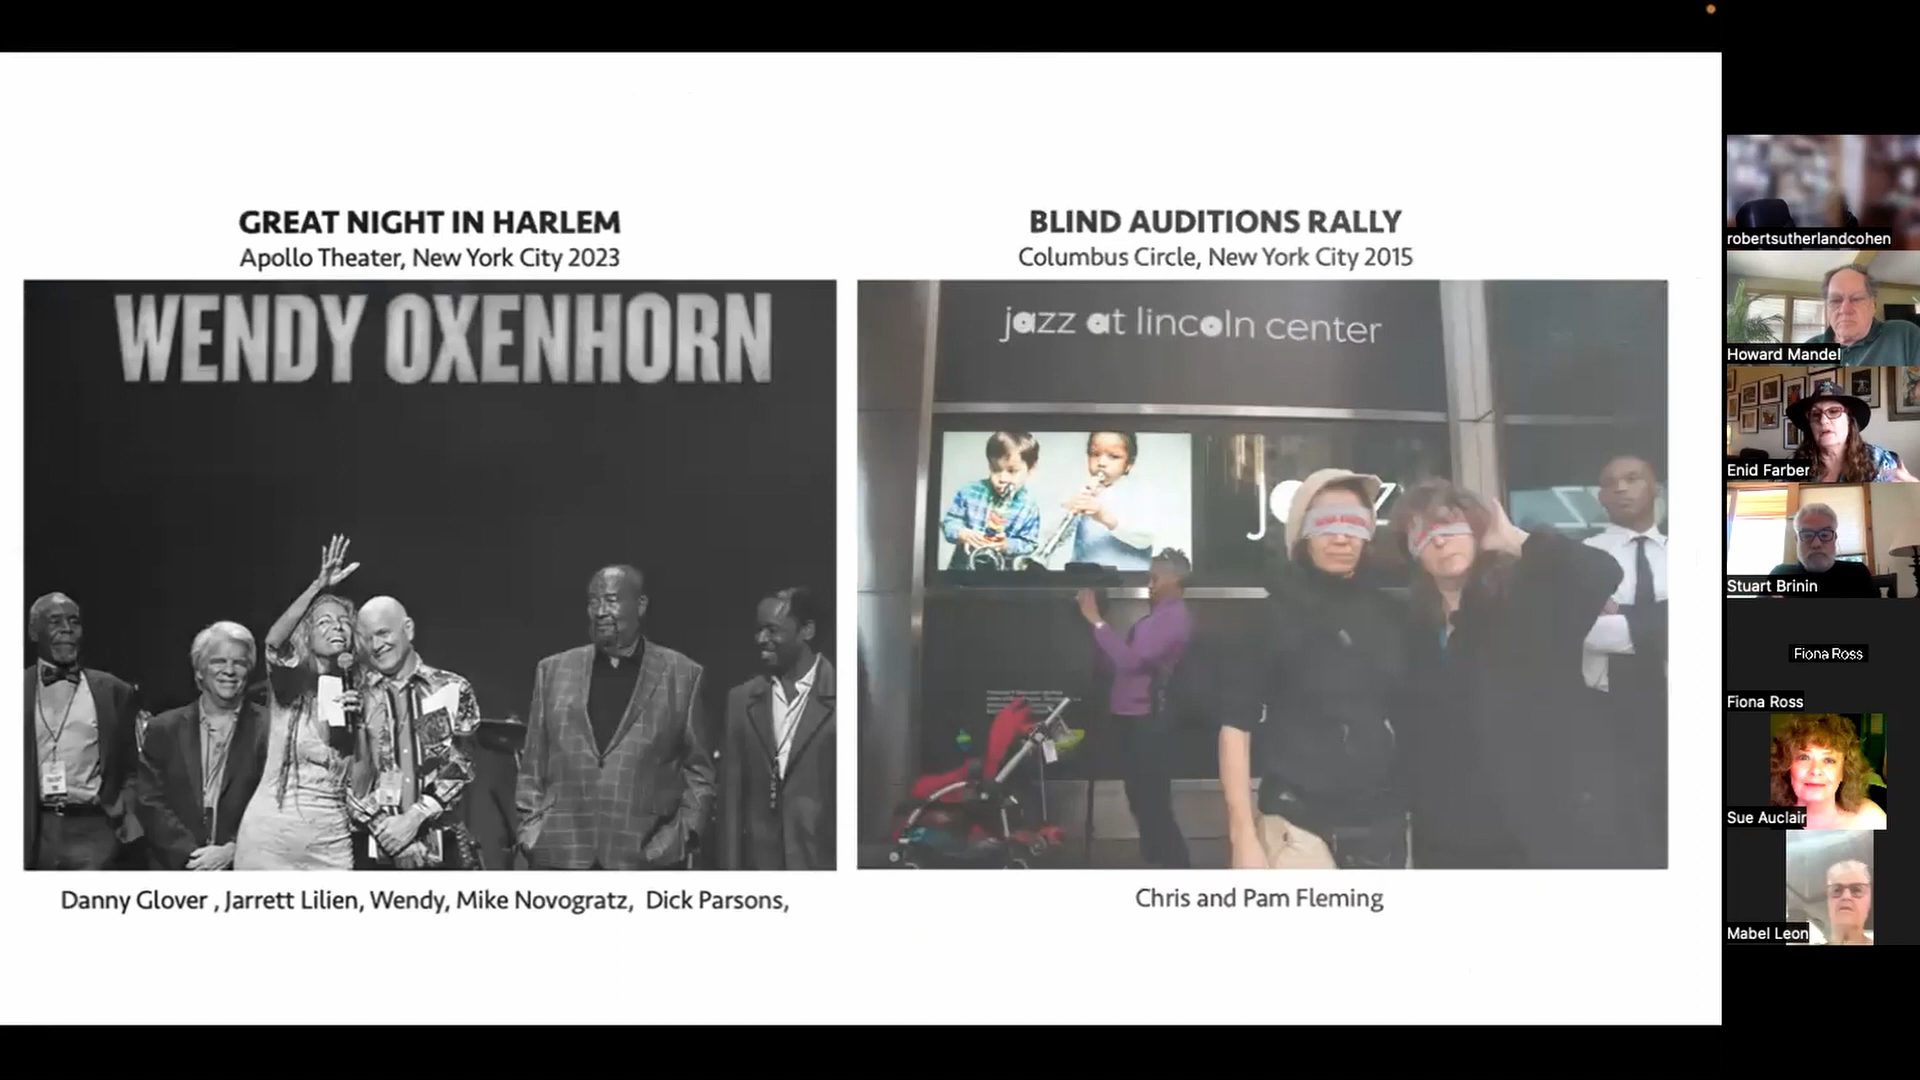 GREAT NIGHT IN HARLEM
Apollo Theater, New York City 2023
WENDY OXENHORN
Danny Glover , Jarrett Lilien, Wendy, Mike Novogratz, Dick Parsons,
BLIND AUDITIONS RALLY
Columbus Circle, New York City 2015
jazz at lincoln center
Chris and Pam Fleming
robertsutherlandcohen
Howard Mandel
Enid Farber
Stuart Brinin
Fiona Ross
Fiona Ross
Sue Auclair
Mabel Leon